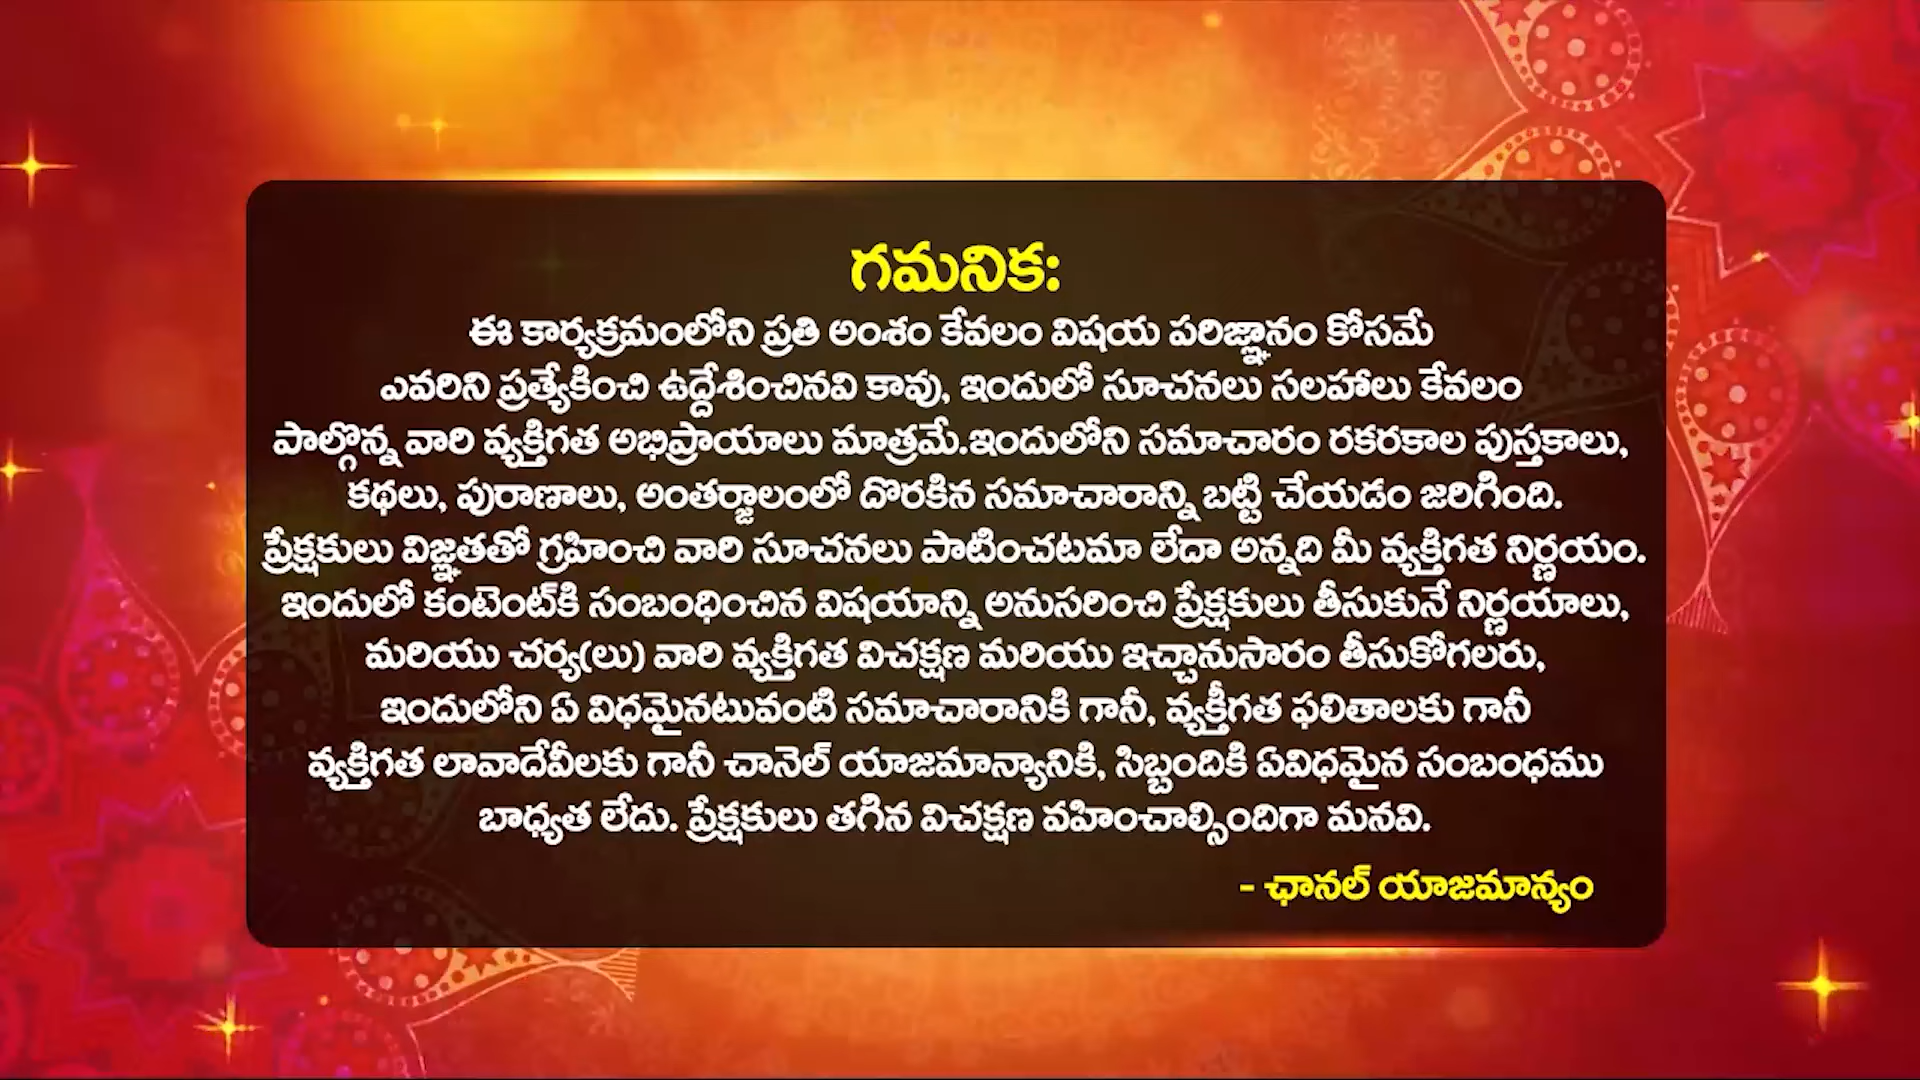 గమనిక:
ఈ కార్యక్రమంలోని ప్రతి అంశం కేవలం విషయ పరిజ్ఞానం కోసమే
ఎవరిని ప్రత్యేకించి ఉద్దేశించినవి కావు, ఇందులో సూచనలు సలహాలు కేవలం
పాల్గొన్న వారి వ్యక్తిగత అభిప్రాయాలు మాత్రమే.ఇందులోని సమాచారం రకరకాల పుస్తకాలు,
కథలు, పురాణాలు, అంతర్జాలంలో దొరకిన సమాచారాన్ని బట్టి చేయడం జరిగింది.
ప్రేక్షకులు విజ్ఞతతో గ్రహించి వారి సూచనలు పాటించటమా లేదా అన్నది మీ వ్యక్తిగత నిర్ణయం.
ఇందులో కంటెంట్‌కి సంబంధించిన విషయాన్ని అనుసరించి ప్రేక్షకులు తీసుకునే నిర్ణయాలు,
మరియు చర్య(లు) వారి వ్యక్తిగత విచక్షణ మరియు ఇచ్చానుసారం తీసుకోగలరు,
ఇందులోని ఏ విధమైనటువంటి సమాచారానికి గానీ, వ్యక్తీగత ఫలితాలకు గానీ
వ్యక్తిగత లావాదేవీలకు గానీ చానెల్ యాజమాన్యానికి, సిబ్బందికి ఏవిధమైన సంబంధము
బాధ్యత లేదు. ప్రేక్షకులు తగిన విచక్షణ వహించాల్సిందిగా మనవి.
- ఛానల్ యాజమాన్యం